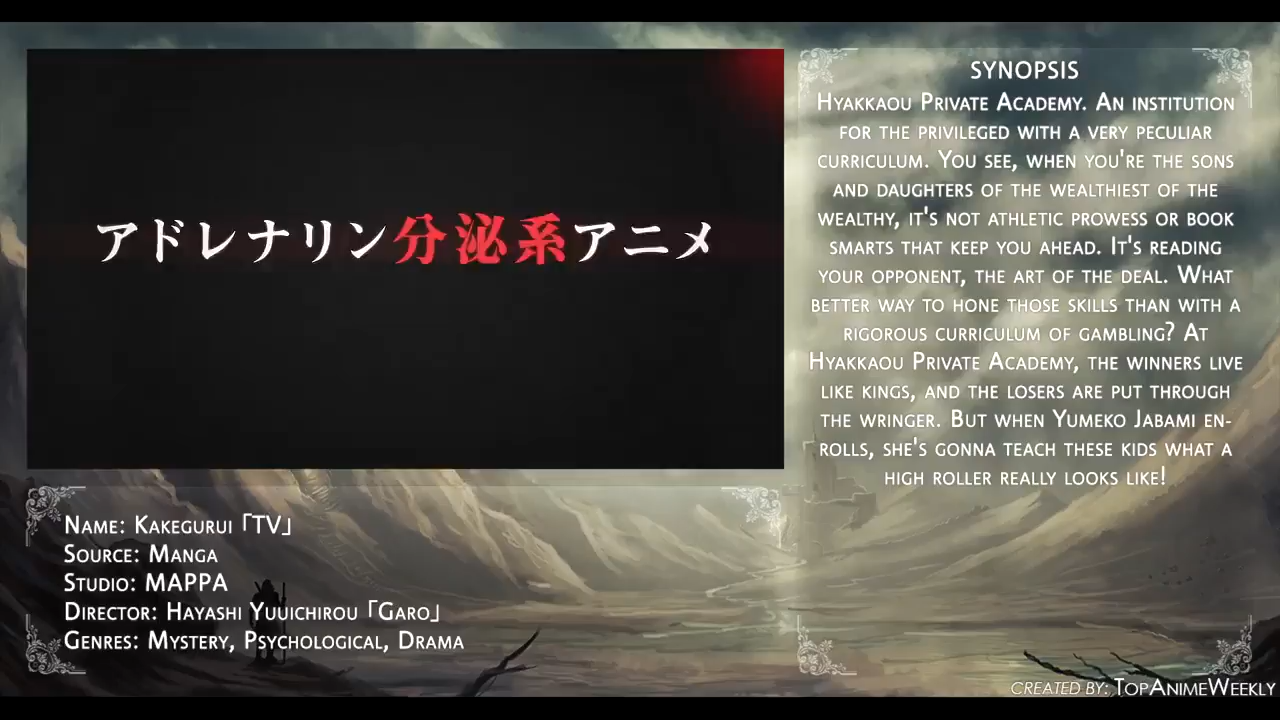 アドレナリン分泌系アニメ
SYNOPSIS
Hyakkaou Private Academy. An institution
for the privileged with a very peculiar
curriculum. You see, when you're the sons
and daughters of the wealthiest of the
wealthy, it's not athletic prowess or book
smarts that keep you ahead. It's reading
your opponent, the art of the deal. What
better way to hone those skills than with a
rigorous curriculum of gambling? At
Hyakkaou Private Academy, the winners live
like kings, and the losers are put through
the wringer. But when Yumeko Jabami en-
rolls, she's gonna teach these kids what a
high roller really looks like!
Name: Kakegurui「TV」
Source: Manga
Studio: MAPPA
Director: Hayashi Yuuichirou「Garo」
Genres: Mystery, Psychological, Drama
CREATED BY: TopAnimeWeekly